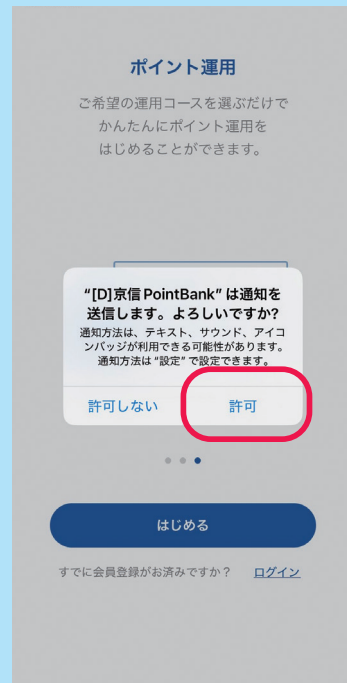 ポイント運用
ご希望の運用コースを選ぶだけで
かんたんにポイント運用を
はじめることができます。
“[D]京信 PointBank” は通知を
送信します。よろしいですか?
通知方法は、テキスト、サウンド、アイコ
ンバッジが利用できる可能性があります。
通知方法は “設定” で設定できます。
許可しない
許可
はじめる
すでに会員登録がお済みですか？ ログイン